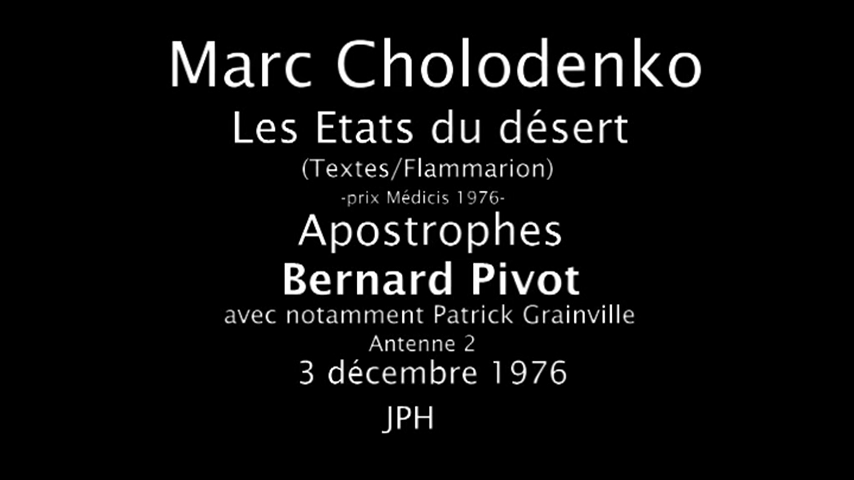 Marc Cholodenko
Les Etats du désert
(Textes/Flammarion)
-prix Médicis 1976-
Apostrophes
Bernard Pivot
avec notamment Patrick Grainville
Antenne 2
3 décembre 1976
JPH